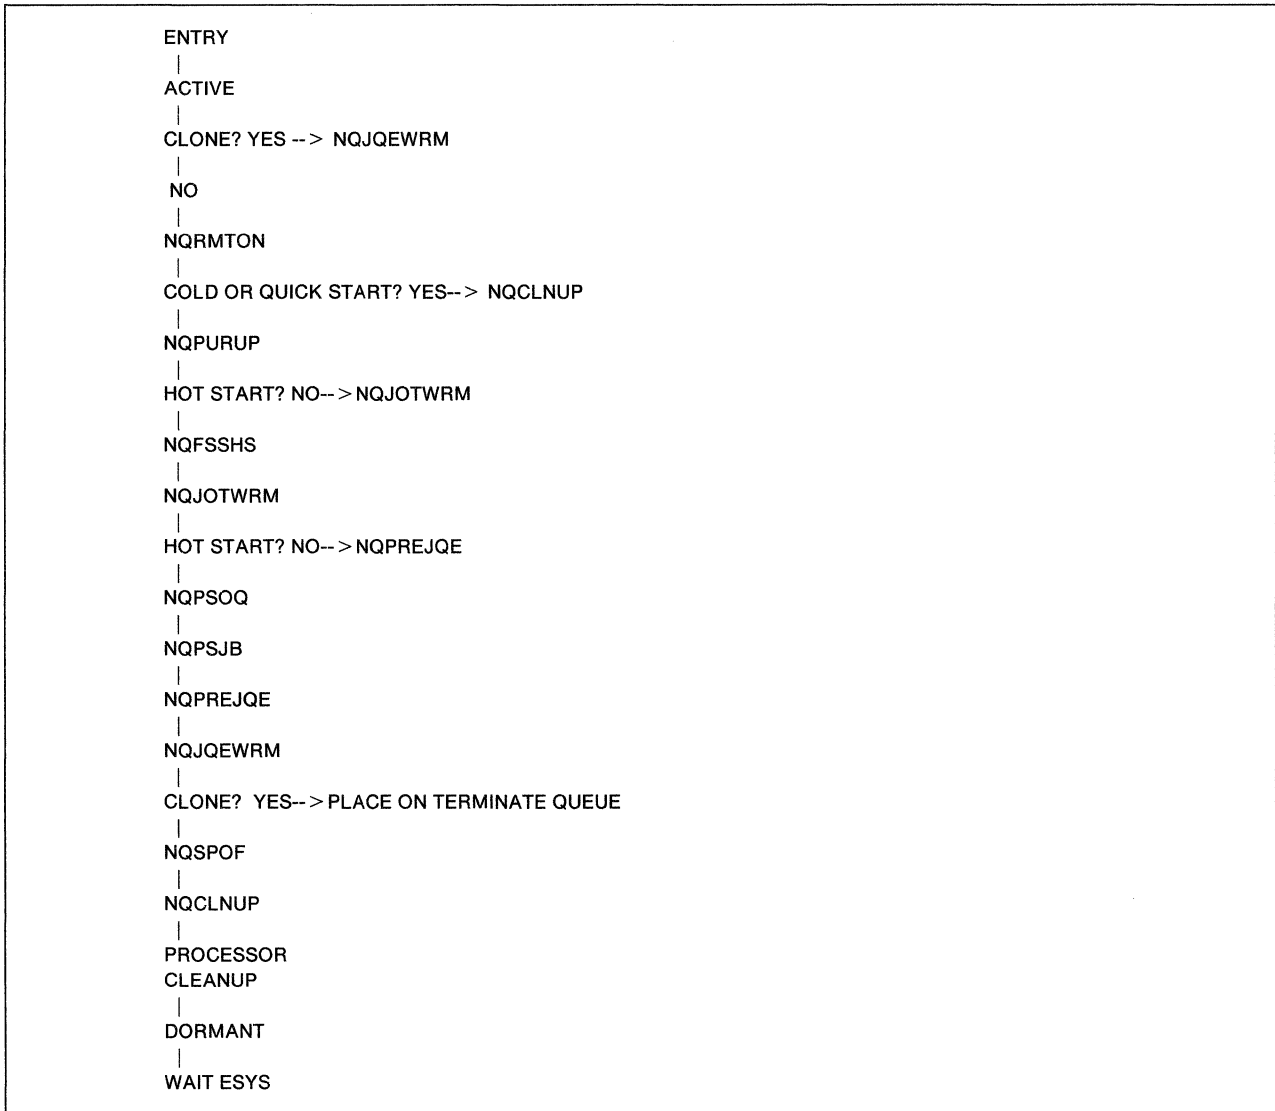 ENTRY
|
ACTIVE
|
CLONE? YES --> NQJQEWRM
|
NO
|
NQRMTON
|
COLD OR QUICK START? YES--> NQCLNUP
|
NQPURUP
|
HOT START? NO-->NQJOTWRM
|
NQFSSHS
|
NQJOTWRM
|
HOT START? NO-->NQPREJQE
|
NQPSOQ
|
NQPSJB
|
NQPREJQE
|
NQJQEWRM
|
CLONE? YES-->PLACE ON TERMINATE QUEUE
|
NQSPOF
|
NQCLNUP
|
PROCESSOR
CLEANUP
|
DORMANT
|
WAIT ESYS